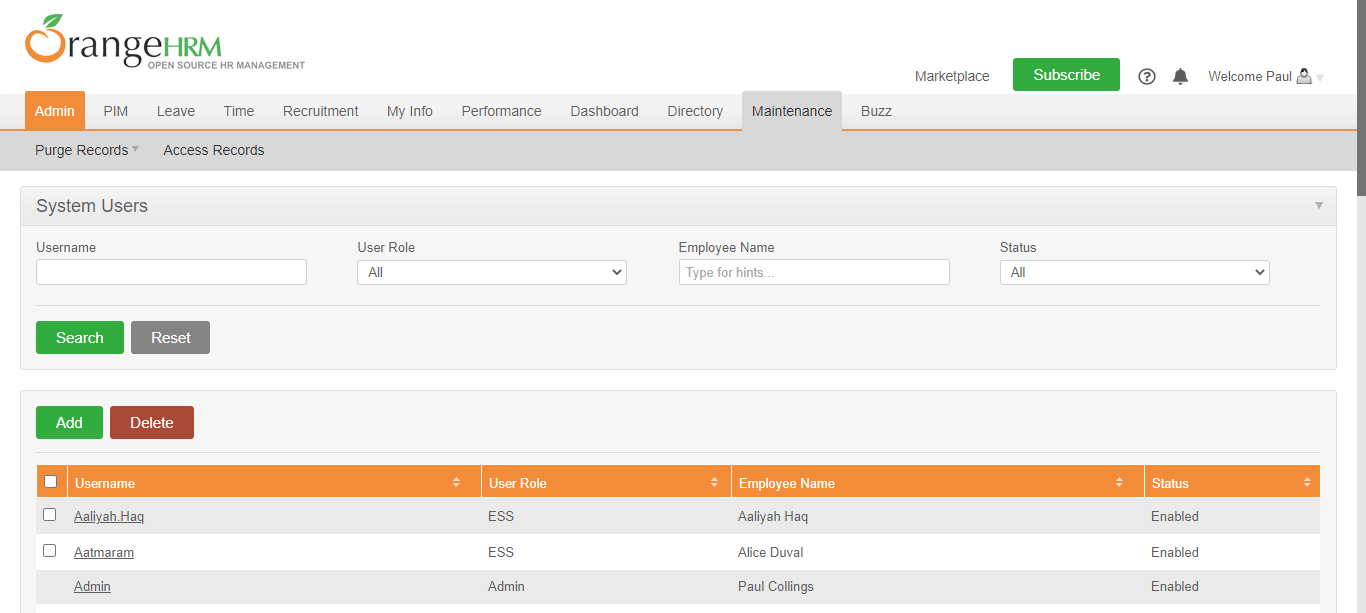 OrangeHRM
OPEN SOURCE HR MANAGEMENT
Marketplace Subscribe Welcome Paul
Admin PIM Leave Time Recruitment My Info Performance Dashboard Directory Maintenance Buzz
Purge Records Access Records
System Users
Username User Role Employee Name Status
All Type for hints... All
Search Reset
Add Delete
Username User Role Employee Name Status
Aaliyah.Haq ESS Aaliyah Haq Enabled
Aatmaram ESS Alice Duval Enabled
Admin Admin Paul Collings Enabled